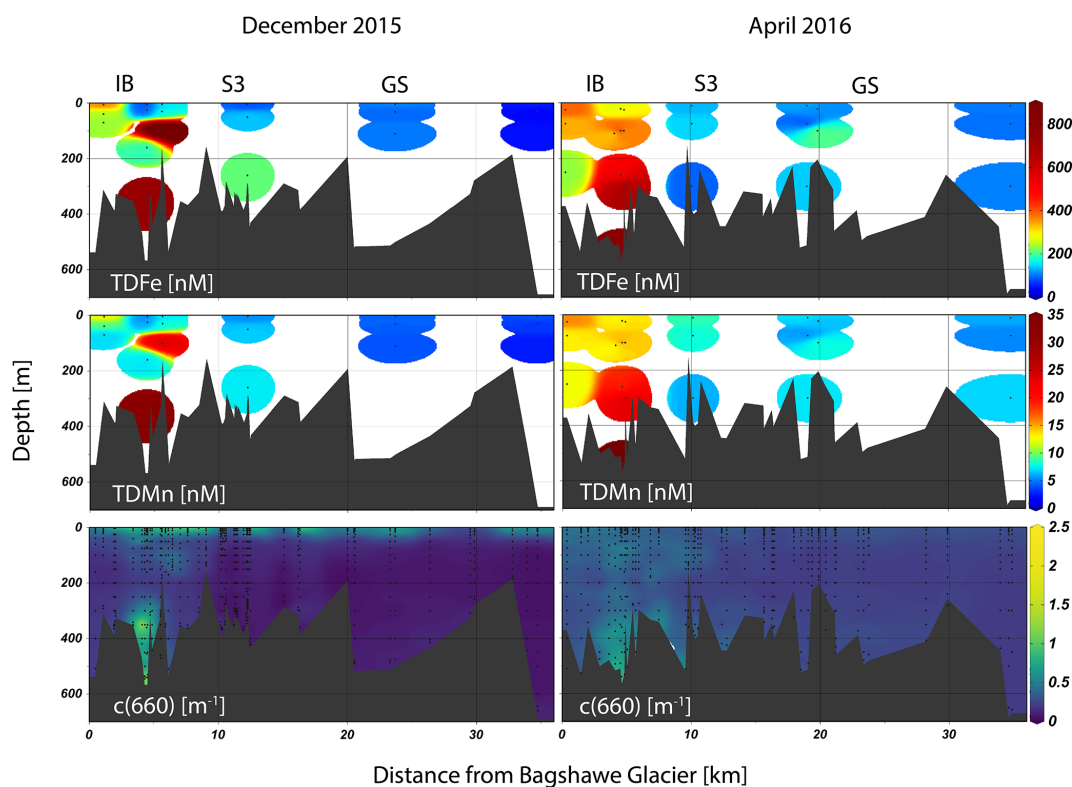 December 2015
April 2016
IB S3 GS
IB S3 GS
0
200
400
600
TDFe [nM]
TDFe [nM]
800
600
400
200
0
0
200
400
600
TDMn [nM]
TDMn [nM]
35
30
25
20
15
10
5
0
Depth [m]
0
200
400
600
c(660) [m⁻¹]
c(660) [m⁻¹]
2.5
2
1.5
1
0.5
0
0 10 20 30
0 10 20 30
Distance from Bagshawe Glacier [km]